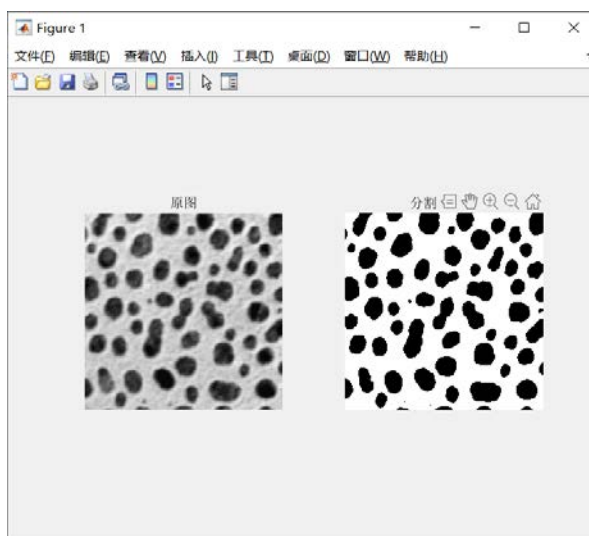 Figure 1
文件(F) 编辑(E) 查看(V) 插入(I) 工具(T) 桌面(D) 窗口(W) 帮助(H)
原图
分割